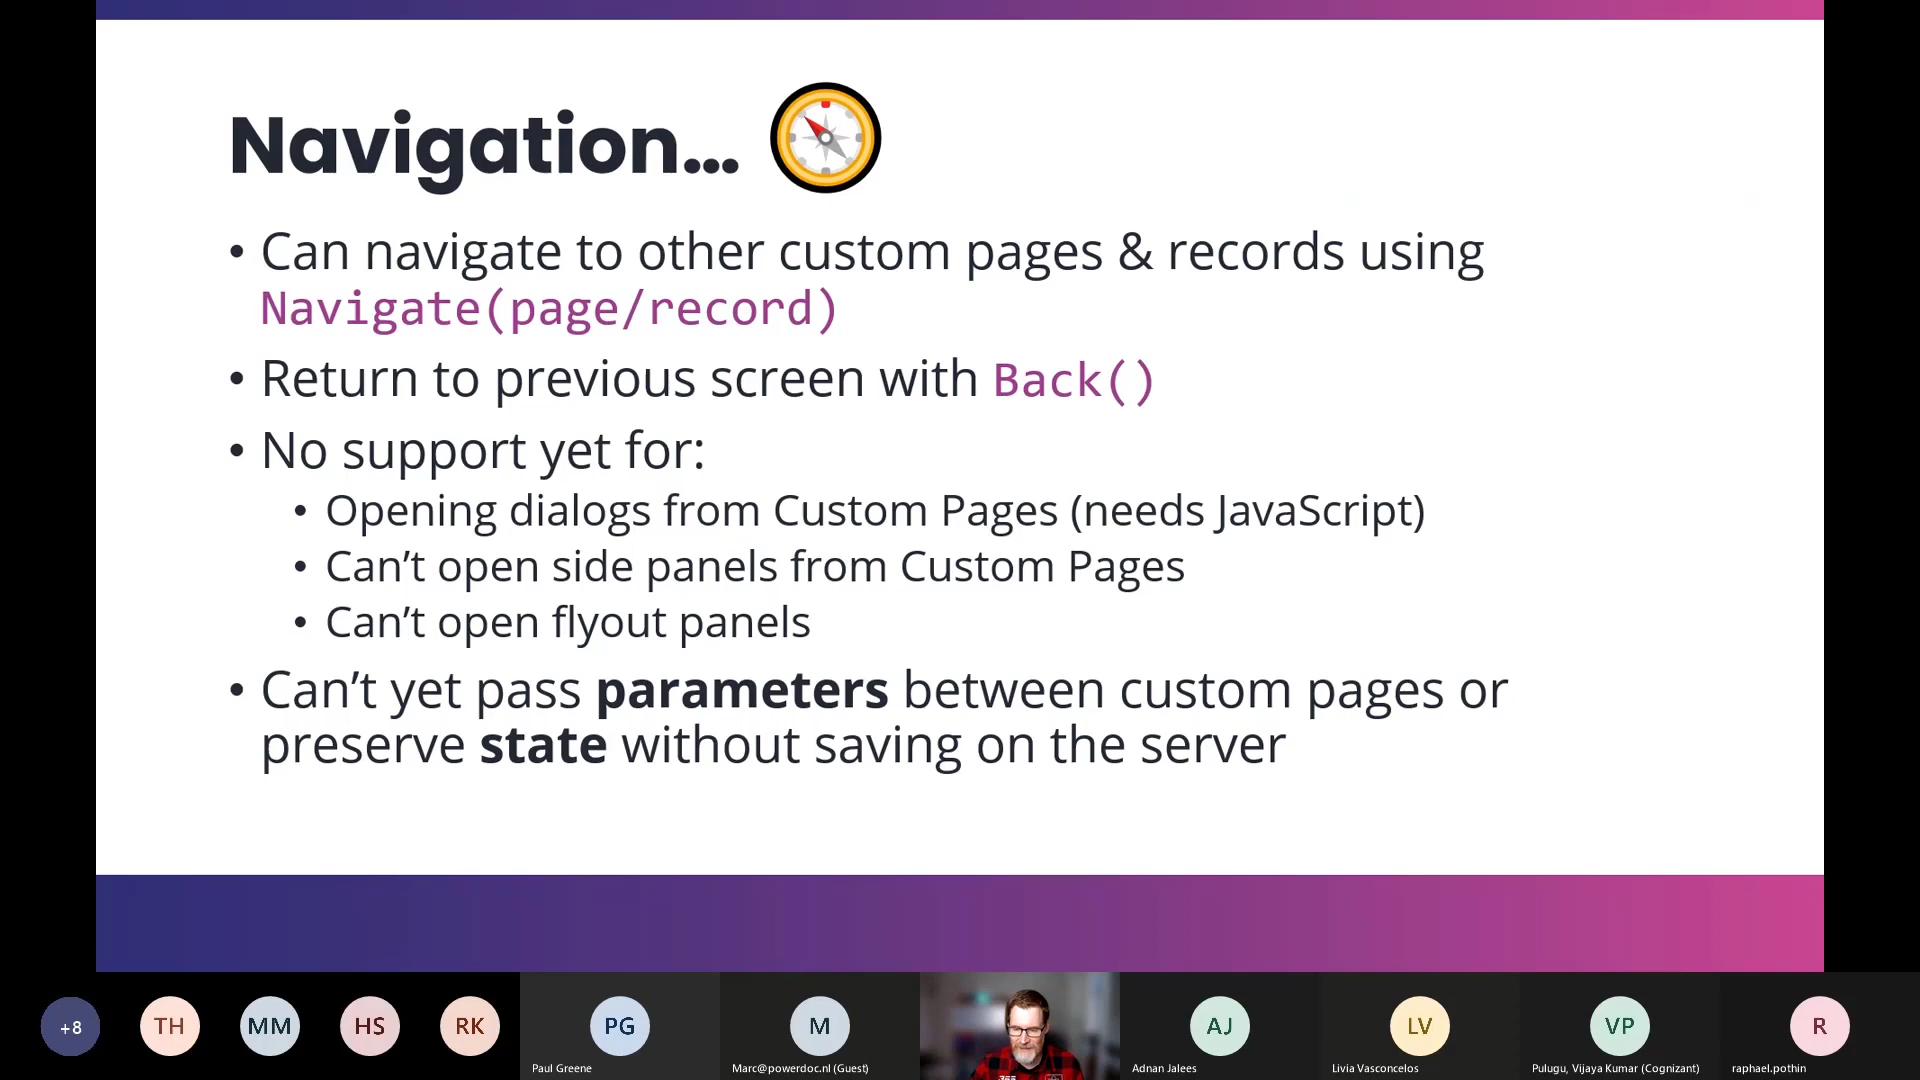 Navigation...
• Can navigate to other custom pages & records using
Navigate(page/record)
• Return to previous screen with Back()
• No support yet for:
• Opening dialogs from Custom Pages (needs JavaScript)
• Can’t open side panels from Custom Pages
• Can’t open flyout panels
• Can’t yet pass parameters between custom pages or
preserve state without saving on the server
+8
TH
MM
HS
RK
PG
M
AJ
LV
VP
R
Paul Greene
Marc@powerdoc.nl (Guest)
Adnan Jalees
Livia Vasconcelos
Pulugu, Vijaya Kumar (Cognizant)
raphael.pothin